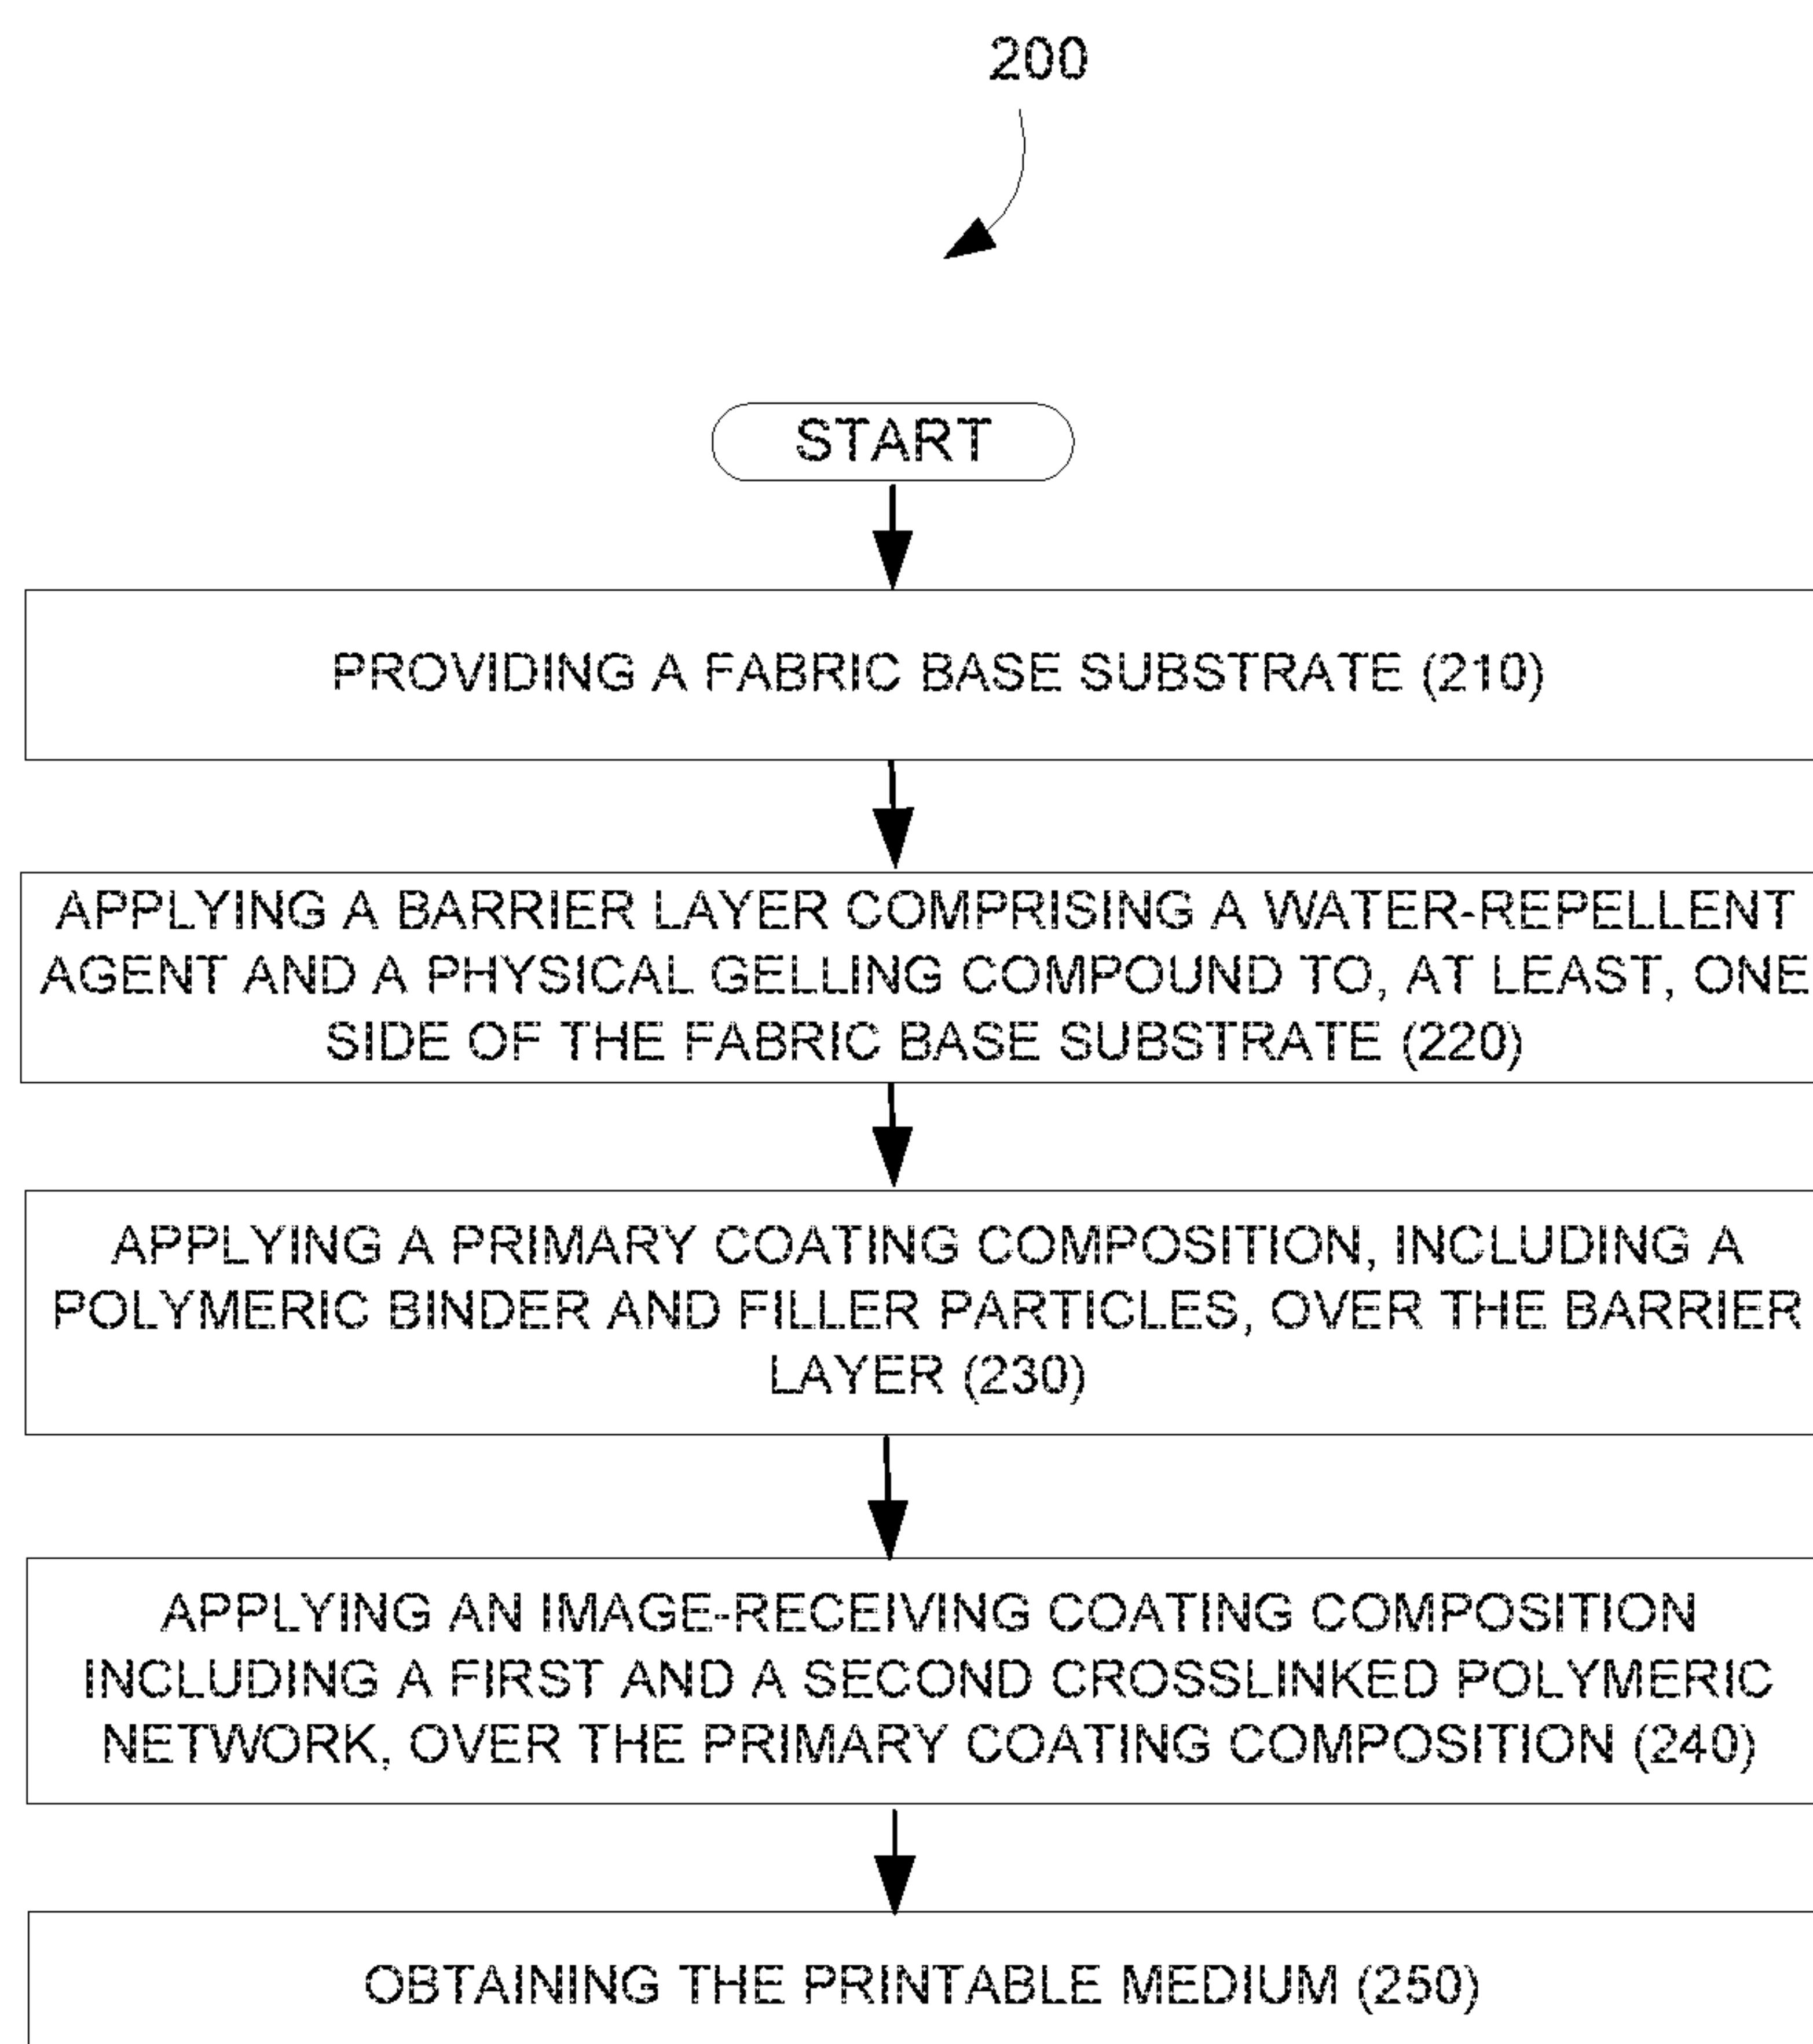 200
START
PROVIDING A FABRIC BASE SUBSTRATE (210)
APPLYING A BARRIER LAYER COMPRISING A WATER-REPELLENT
AGENT AND A PHYSICAL GELLING COMPOUND TO, AT LEAST, ONE
SIDE OF THE FABRIC BASE SUBSTRATE (220)
APPLYING A PRIMARY COATING COMPOSITION, INCLUDING A
POLYMERIC BINDER AND FILLER PARTICLES, OVER THE BARRIER
LAYER (230)
APPLYING AN IMAGE-RECEIVING COATING COMPOSITION
INCLUDING A FIRST AND A SECOND CROSSLINKED POLYMERIC
NETWORK, OVER THE PRIMARY COATING COMPOSITION (240)
OBTAINING THE PRINTABLE MEDIUM (250)